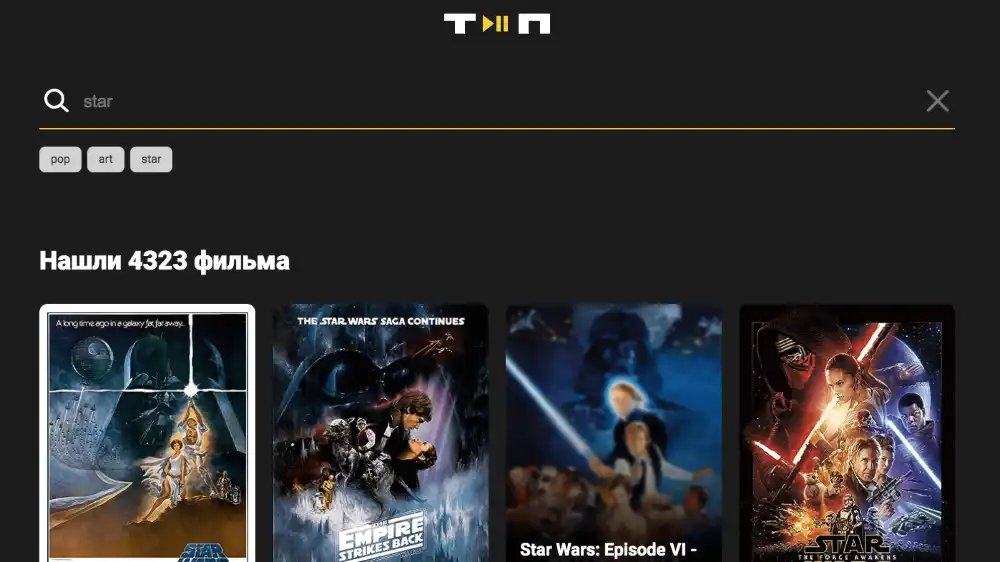 Т П
star
pop art star
Нашли 4323 фильма
A long time ago in a galaxy far, far away...
STAR WARS
THE STAR WARS SAGA CONTINUES
THE EMPIRE STRIKES BACK
Star Wars: Episode VI -
STAR
THE FORCE AWAKENS